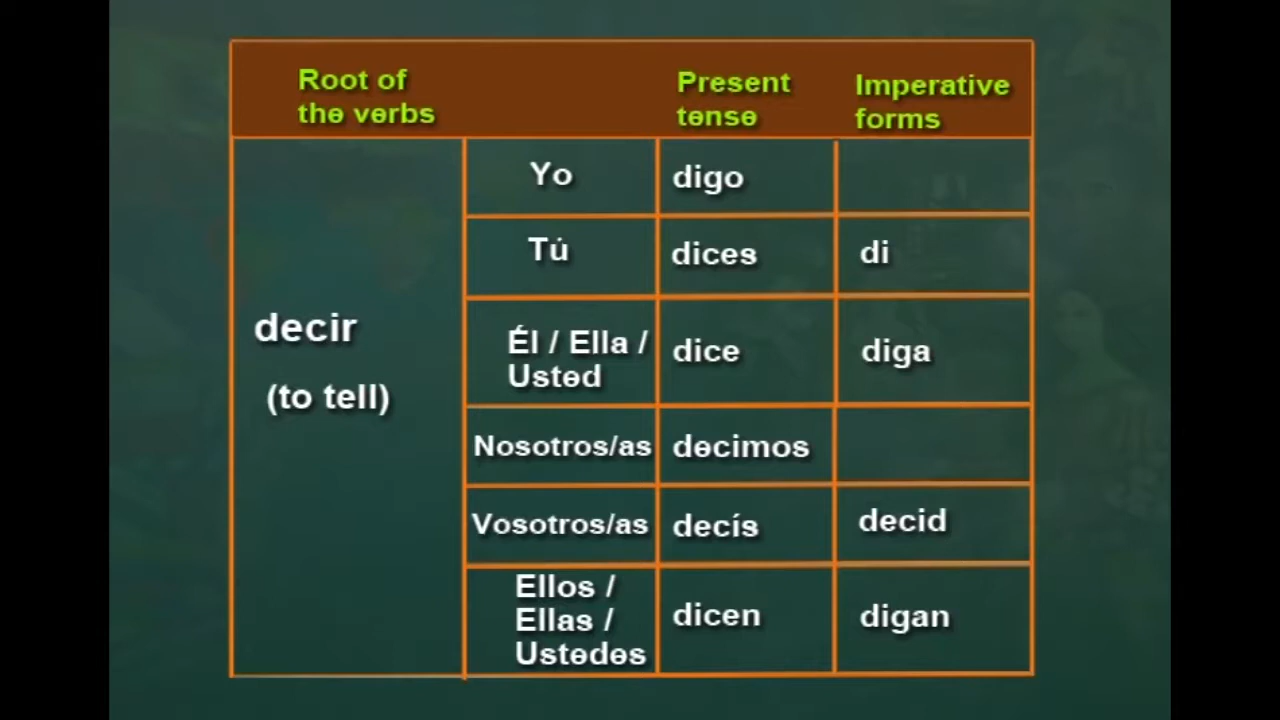 Root of
the verbs
Present
tense
Imperative
forms
decir
(to tell)
Yo
digo
Tú
dices
di
Él / Ella /
Usted
dice
diga
Nosotros/as
decimos
Vosotros/as
decís
decid
Ellos /
Ellas /
Ustedes
dicen
digan